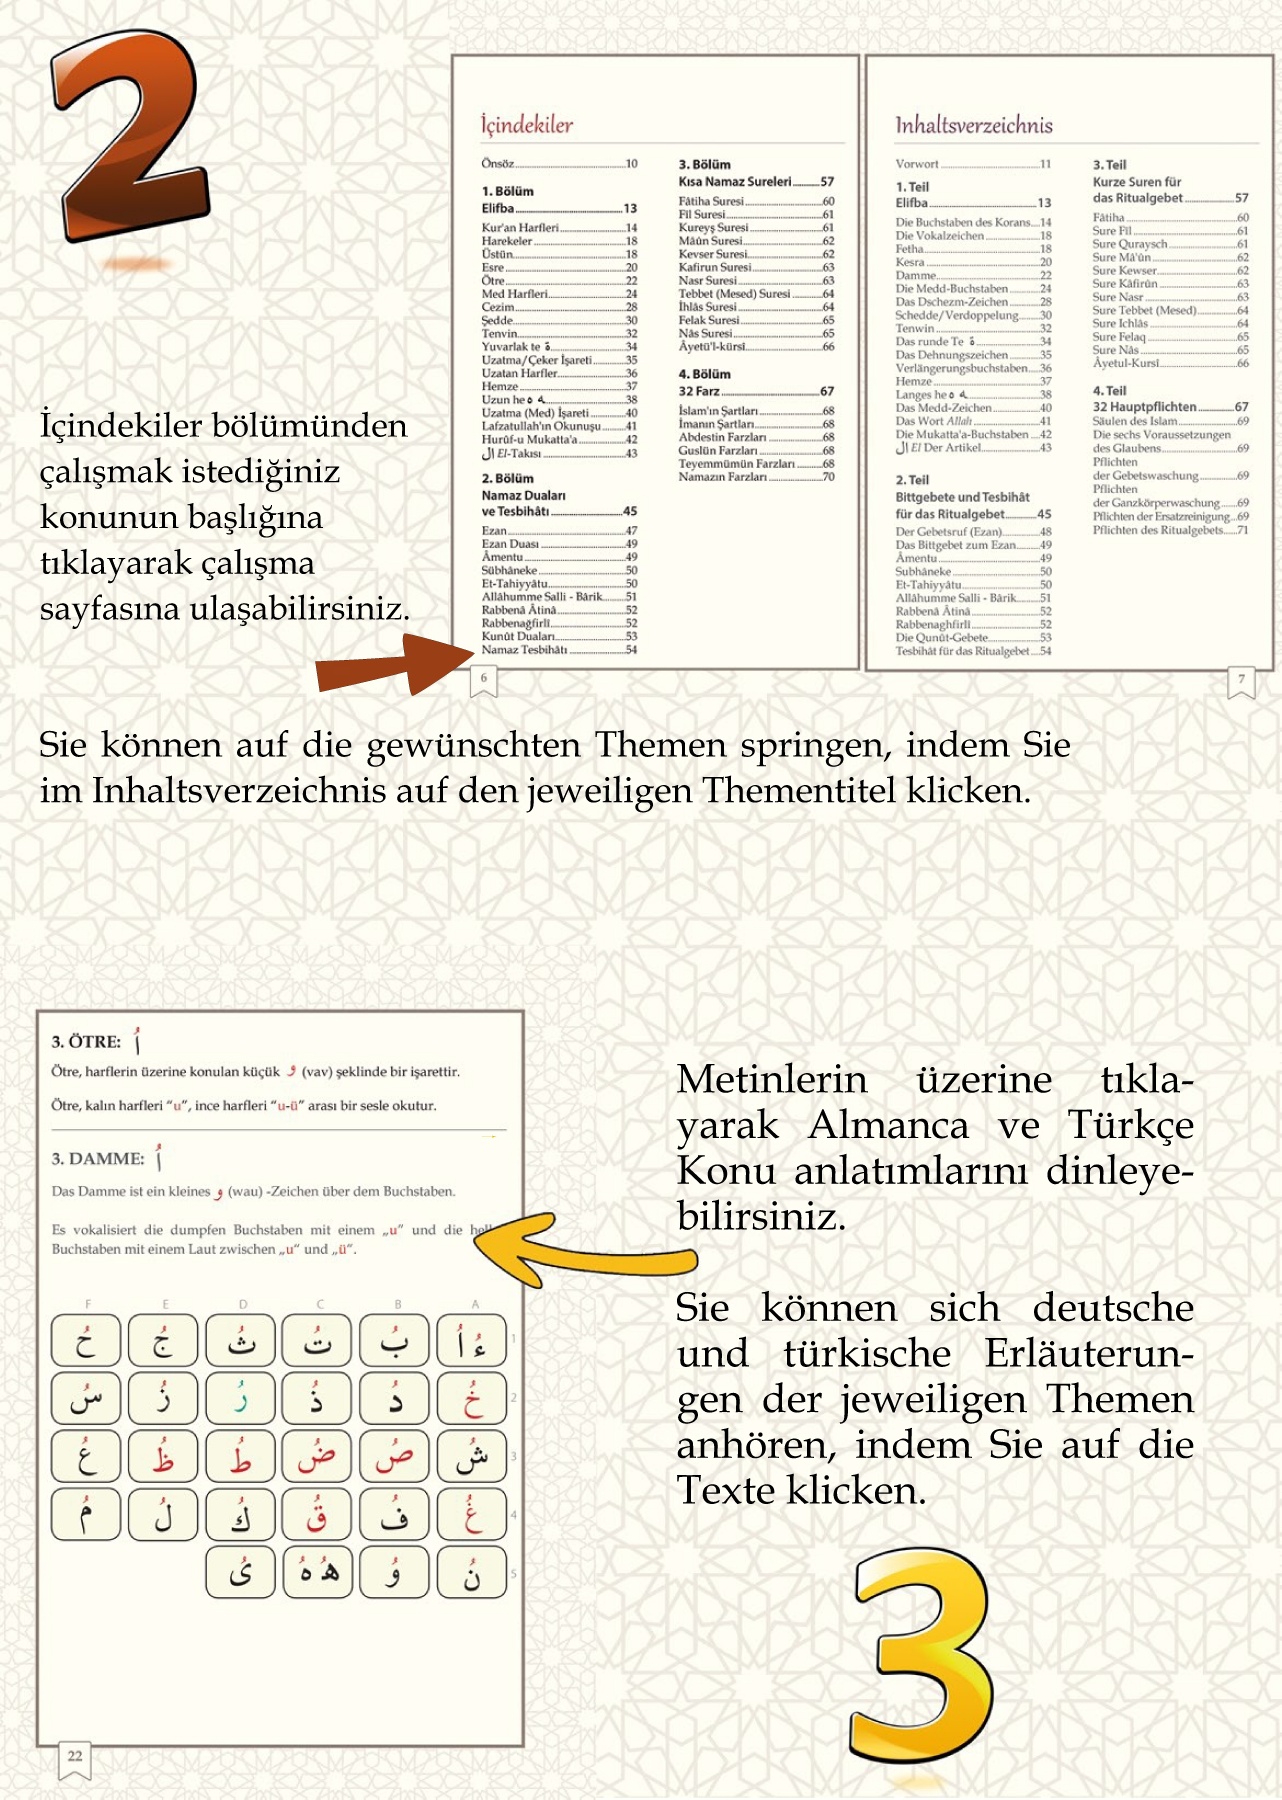 2
İçindekiler
Önsöz 10
1. Bölüm
Elifba 13
Kur'an Harfleri 14
Harekeler 18
Üstün 18
Esre 20
Ötre 22
Med Harfleri 24
Cezim 28
Şedde 30
Tenvin 32
Yuvarlak te ة 34
Uzatma/Çeker İşareti 35
Uzatan Harfler 36
Hemze 37
Uzun he ه ـه 38
Uzatma (Med) İşareti 40
Lafzatullah'ın Okunuşu 41
Hurûf-u Mukatta'a 42
ال El-Takısı 43
2. Bölüm
Namaz Duaları
ve Tesbihâtı 45
Ezan 47
Ezan Duası 49
Âmentu 49
Sübhâneke 50
Et-Tahiyyâtu 50
Allâhumme Salli - Bârik 51
Rabbenâ Âtinâ 52
Rabbenağfirlî 52
Kunût Duaları 53
Namaz Tesbihâtı 54
3. Bölüm
Kısa Namaz Sureleri 57
Fâtiha Suresi 60
Fîl Suresi 61
Kureyş Suresi 61
Mâûn Suresi 62
Kevser Suresi 62
Kafirun Suresi 63
Nasr Suresi 63
Tebbet (Mesed) Suresi 64
İhlâs Suresi 64
Felak Suresi 65
Nâs Suresi 65
Âyetü'l-kürsî 66
4. Bölüm
32 Farz 67
İslam'ın Şartları 68
İmanın Şartları 68
Abdestin Farzları 68
Guslün Farzları 68
Teyemmümün Farzları 68
Namazın Farzları 70
6
Inhaltsverzeichnis
Vorwort 11
1. Teil
Elifba 13
Die Buchstaben des Korans 14
Die Vokalzeichen 18
Fetha 18
Kesra 20
Damme 22
Die Medd-Buchstaben 24
Das Dschezm-Zeichen 28
Schedde/Verdoppelung 30
Tenwin 32
Das runde Te ة 34
Das Dehnungszeichen 35
Verlängerungsbuchstaben 36
Hemze 37
Langes he ه ـه 38
Das Medd-Zeichen 40
Das Wort Allah 41
Die Mukatta'a-Buchstaben 42
ال El Der Artikel 43
2. Teil
Bittgebete und Tesbihât
für das Ritualgebet 45
Der Gebetsruf (Ezan) 48
Das Bittgebet zum Ezan 49
Âmentu 49
Subhâneke 50
Et-Tahiyyâtu 50
Allâhumme Salli - Bârik 51
Rabbenâ Âtinâ 52
Rabbenaghfirlî 52
Die Qunût-Gebete 53
Tesbihât für das Ritualgebet 54
3. Teil
Kurze Suren für
das Ritualgebet 57
Fâtiha 60
Sure Fîl 61
Sure Quraysch 61
Sure Mâ'ûn 62
Sure Kewser 62
Sure Kâfirûn 63
Sure Nasr 63
Sure Tebbet (Mesed) 64
Sure Ichlâs 64
Sure Felaq 65
Sure Nâs 65
Âyetul-Kursî 66
4. Teil
32 Hauptpflichten 67
Säulen des Islam 69
Die sechs Voraussetzungen
des Glaubens 69
Pflichten
der Gebetswaschung 69
Pflichten
der Ganzkörperwaschung 69
Pflichten der Ersatzreinigung 69
Pflichten des Ritualgebets 71
7
İçindekiler bölümünden
çalışmak istediğiniz
konunun başlığına
tıklayarak çalışma
sayfasına ulaşabilirsiniz.
Sie können auf die gewünschten Themen springen, indem Sie
im Inhaltsverzeichnis auf den jeweiligen Thementitel klicken.
3. ÖTRE: اُ
Ötre, harflerin üzerine konulan küçük و (vav) şeklinde bir işarettir.
Ötre, kalın harfleri “u”, ince harfleri “u-ü” arası bir sesle okutur.
3. DAMME: اُ
Das Damme ist ein kleines و (wau) -Zeichen über dem Buchstaben.
Es vokalisiert die dumpfen Buchstaben mit einem „u“ und die
Buchstaben mit einem Laut zwischen „u“ und „ü“.
F E D C B A
ءُ اُ بُ تُ ثُ جُ حُ 1
خُ دُ ذُ رُ زُ سُ 2
شُ صُ ضُ طُ ظُ عُ 3
غُ فُ قُ كُ لُ مُ 4
نُ وُ هُ هُ ىُ 5
22
Metinlerin üzerine tıkla-
yarak Almanca ve Türkçe
Konu anlatımlarını dinleye-
bilirsiniz.
Sie können sich deutsche
und türkische Erläuterun-
gen der jeweiligen Themen
anhören, indem Sie auf die
Texte klicken.
3